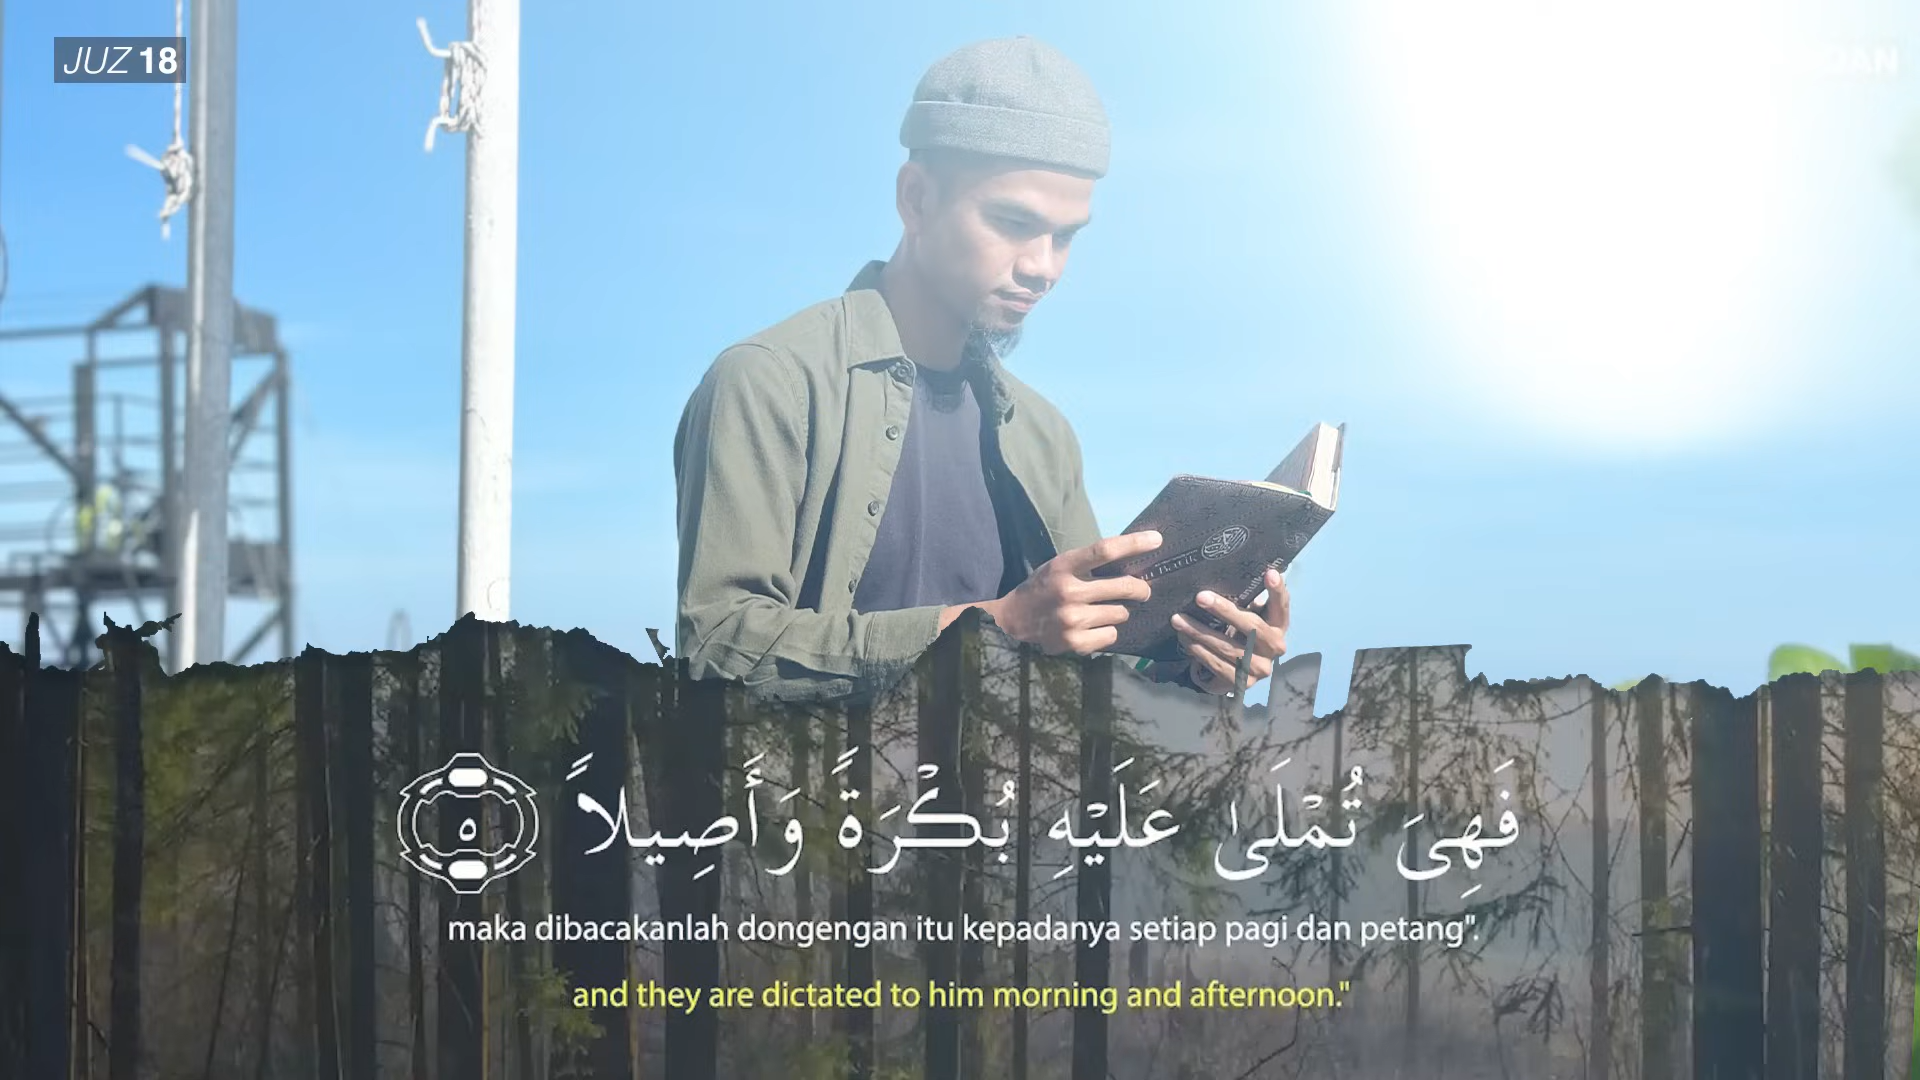 JUZ 18
فَهِيَ تُمْلَىٰ عَلَيْهِ بُكْرَةً وَأَصِيلاً ٥
maka dibacakanlah dongengan itu kepadanya setiap pagi dan petang".
and they are dictated to him morning and afternoon."